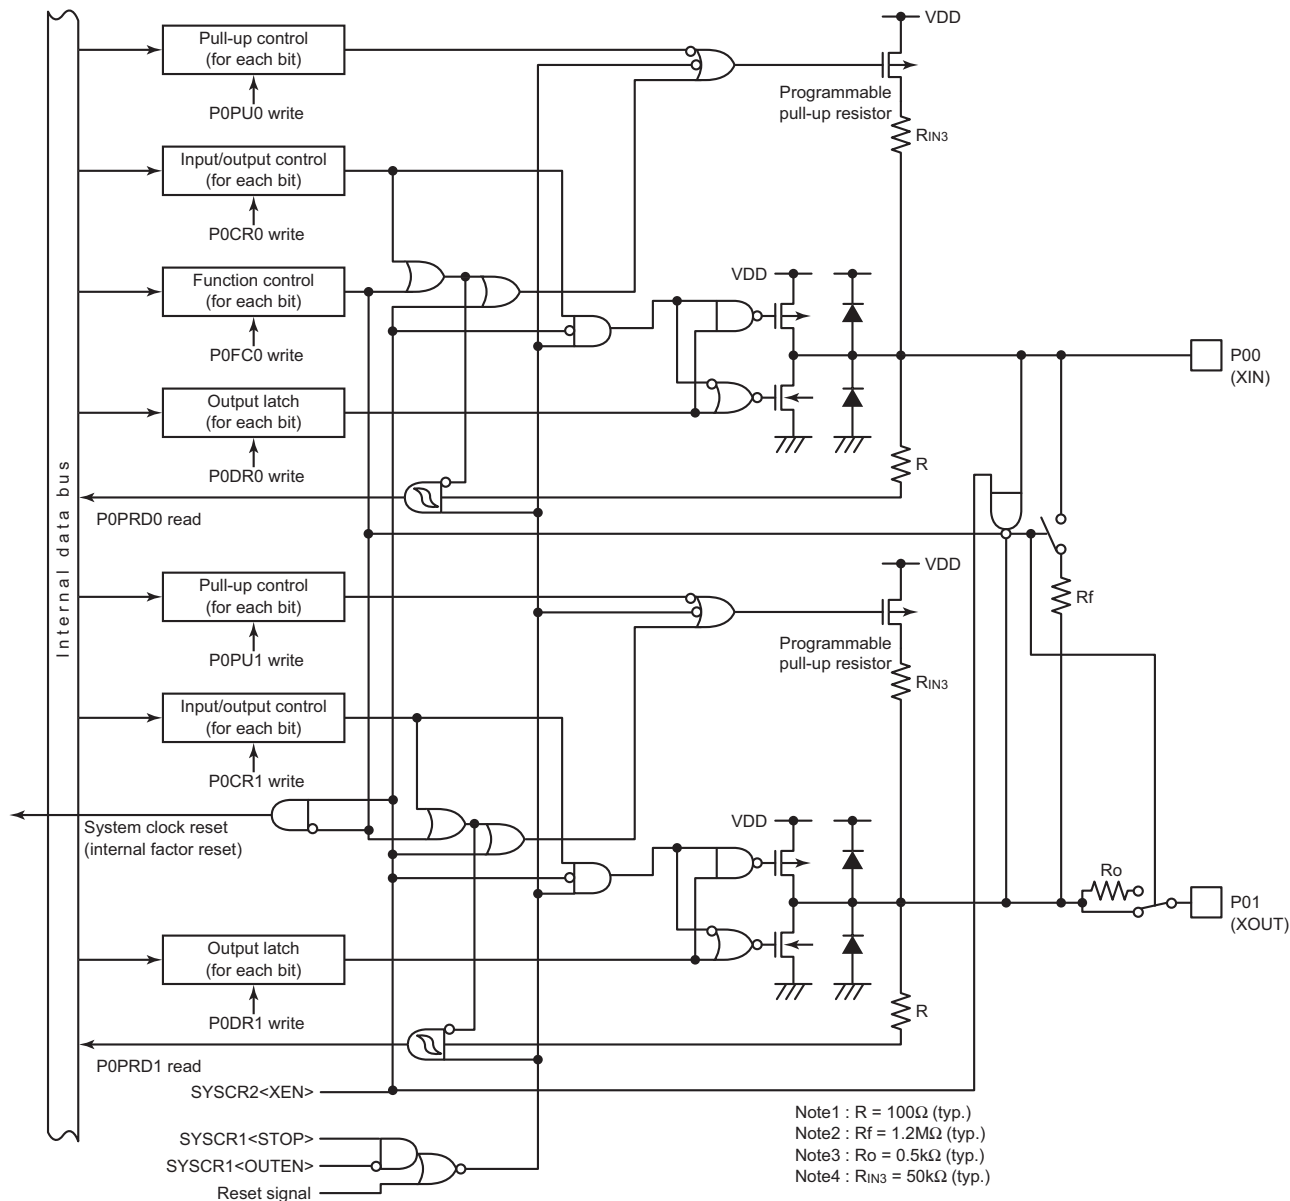 VDD
Pull-up control
(for each bit)
P0PU0 write
Programmable
pull-up resistor
RIN3
Input/output control
(for each bit)
P0CR0 write
Function control
(for each bit)
P0FC0 write
VDD
P00
(XIN)
Output latch
(for each bit)
P0DR0 write
R
P0PRD0 read
Internal data bus
VDD
Pull-up control
(for each bit)
P0PU1 write
Rf
Programmable
pull-up resistor
RIN3
Input/output control
(for each bit)
P0CR1 write
System clock reset
(internal factor reset)
VDD
Ro
P01
(XOUT)
Output latch
(for each bit)
P0DR1 write
R
P0PRD1 read
SYSCR2<XEN>
SYSCR1<STOP>
SYSCR1<OUTEN>
Reset signal
Note1 : R = 100Ω (typ.)
Note2 : Rf = 1.2MΩ (typ.)
Note3 : Ro = 0.5kΩ (typ.)
Note4 : RIN3 = 50kΩ (typ.)